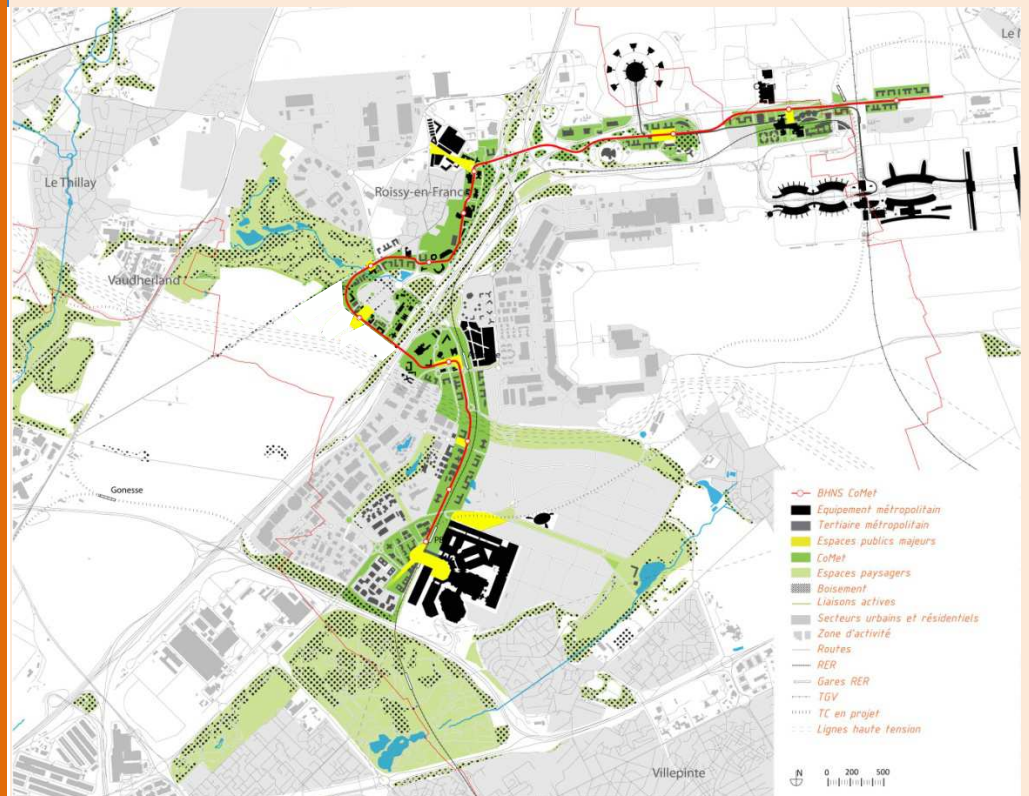 Le Thillay
Roissy-en-Franc
Vaudherland
Gonesse
Villepinte
BHNS CoMet
Equipement métropolitain
Tertiaire métropolitain
Espaces publics majeurs
CoMet
Espaces paysagers
Boisement
Liaisons actives
Secteurs urbains et résidentiels
Zone d'activité
Routes
RER
Gares RER
TGV
TC en projet
Lignes haute tension
N 0 200 500